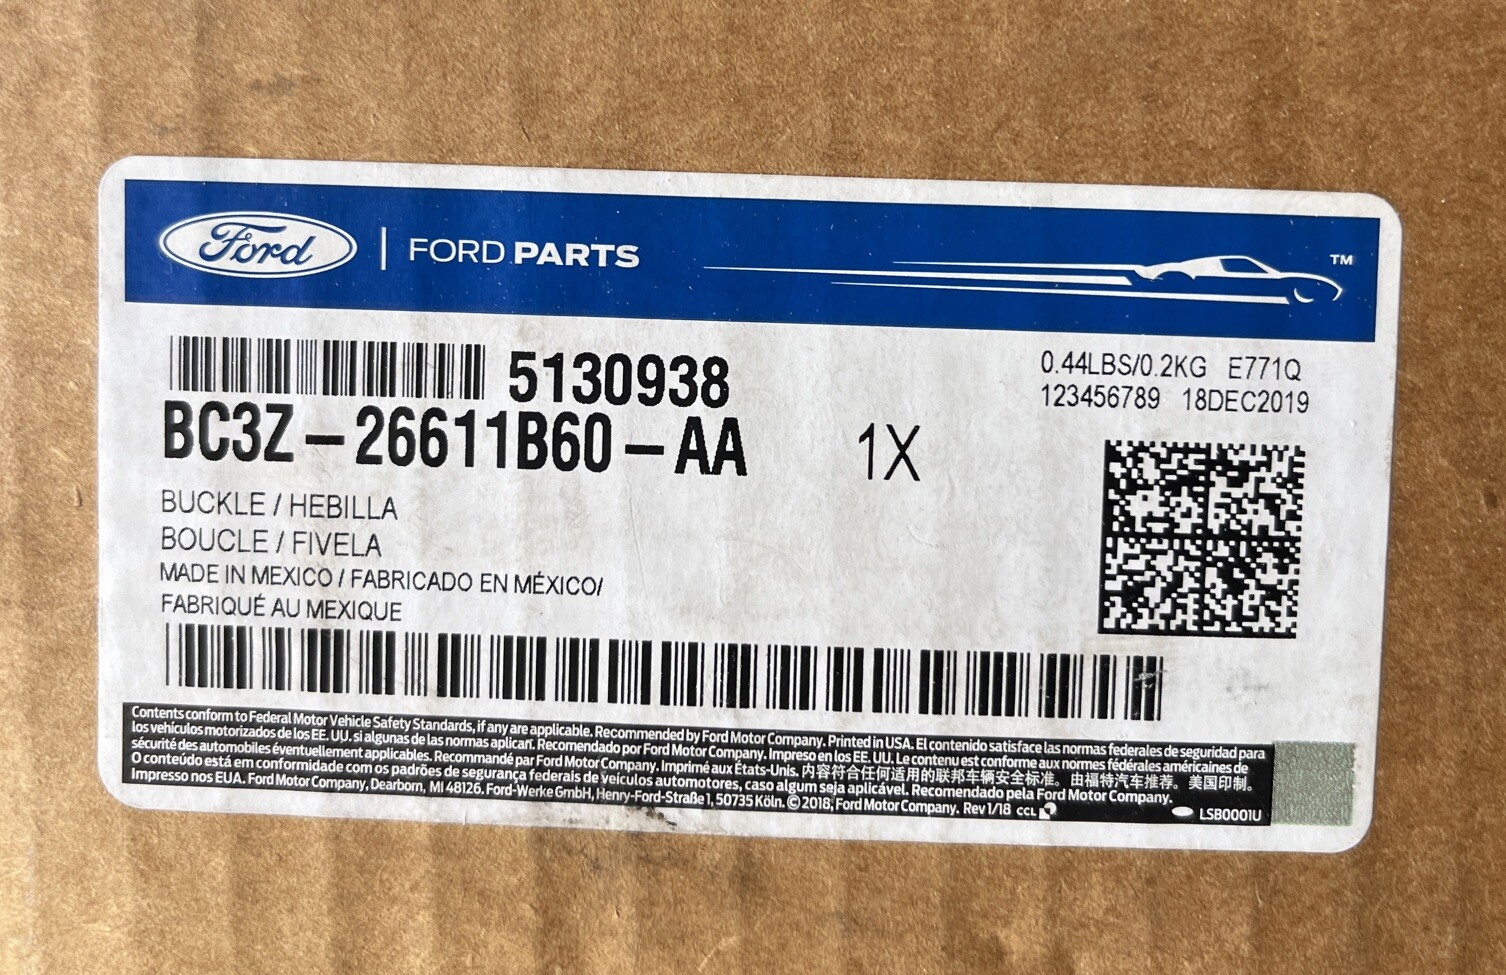 Ford | FORD PARTS
TM
5130938
0.44LBS/0.2KG E771Q
123456789 18DEC2019
BC3Z-26611B60-AA 1X
BUCKLE / HEBILLA
BOUCLE / FIVELA
MADE IN MEXICO / FABRICADO EN MÉXICO/
FABRIQUÉ AU MEXIQUE
Contents conform to Federal Motor Vehicle Safety Standards, if any are applicable. Recommended by Ford Motor Company. Printed in USA. El contenido satisface las normas federales de seguridad para
los vehículos motorizados de los EE. UU. si algunas de las normas aplican. Recomendado por Ford Motor Company. Impreso en los EE. UU. Le contenu est conforme aux normes fédérales américaines de
sécurité des automobiles éventuellement applicables. Recommandé par Ford Motor Company. Imprimé aux États-Unis. 内容符合任何适用的联邦车辆安全标准。由福特汽车推荐。美国印制。
O conteúdo está em conformidade com os padrões de segurança federais de veículos automotores, caso algum seja aplicável. Recomendado pela Ford Motor Company.
Impresso nos EUA. Ford Motor Company, Dearborn, MI 48126. Ford-Werke GmbH, Henry-Ford-Straße 1, 50735 Köln. © 2018, Ford Motor Company. Rev 1/18 CCL
LSB0001U